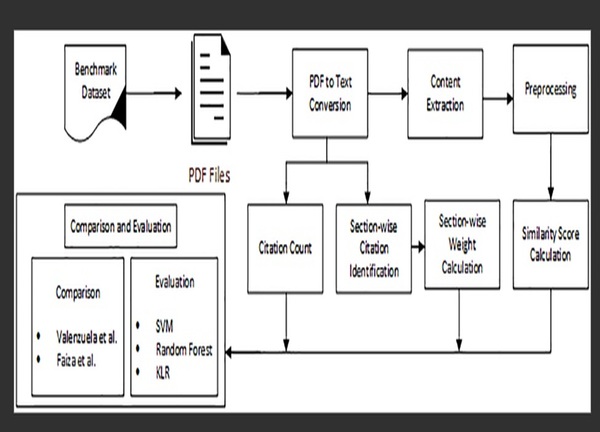 Benchmark
Dataset
PDF Files
PDF to Text
Conversion
Content
Extraction
Preprocessing
Citation Count
Section-wise
Citation
Identification
Section-wise
Weight
Calculation
Similarity Score
Calculation
Comparison and Evaluation
Comparison
• Valenzuela et al.
• Faiza et al.
Evaluation
• SVM
• Random Forest
• KLR